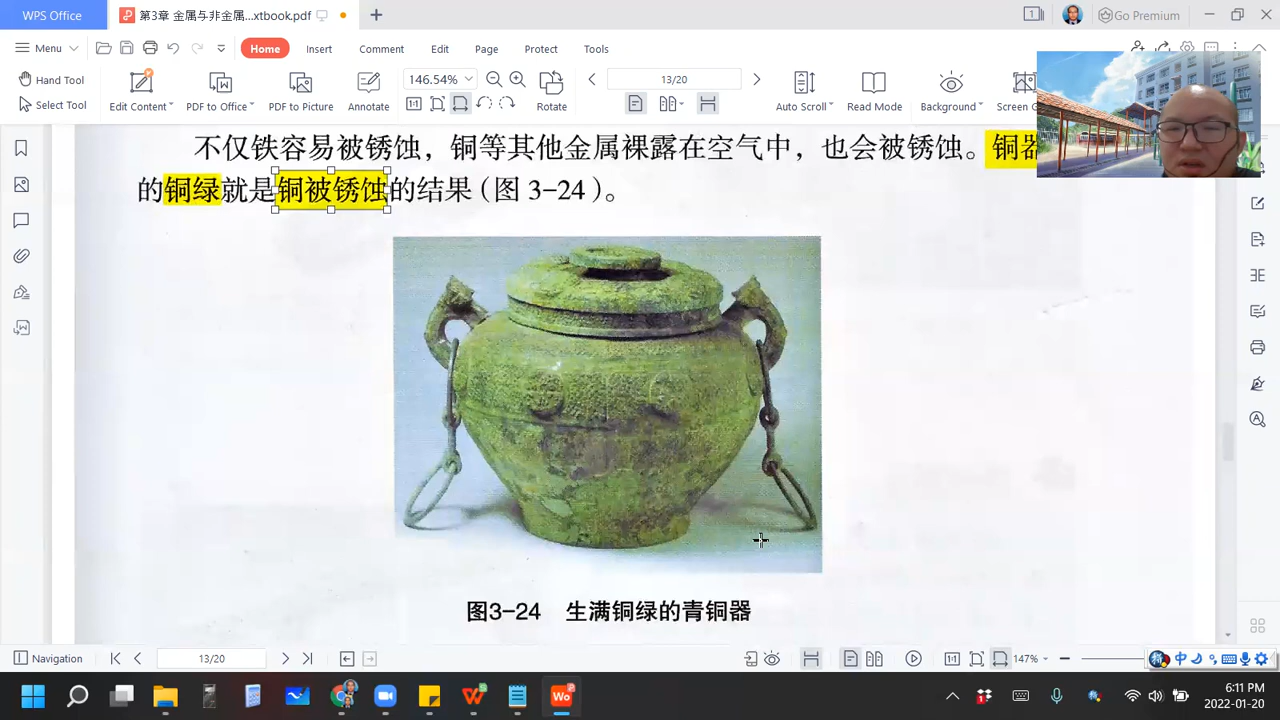 WPS Office
第3章 金属与非金属...xtbook.pdf
Go Premium
Menu
Home
Insert
Comment
Edit
Page
Protect
Tools
Hand Tool
Select Tool
Edit Content
PDF to Office
PDF to Picture
Annotate
146.54%
Rotate
13/20
Auto Scroll
Read Mode
Background
Screen G
不仅铁容易被锈蚀，铜等其他金属裸露在空气中，也会被锈蚀。铜器
的铜绿就是铜被锈蚀的结果（图 3-24）。
图3-24 生满铜绿的青铜器
Navigation
13/20
147%
中
6:11 PM
2022-01-20